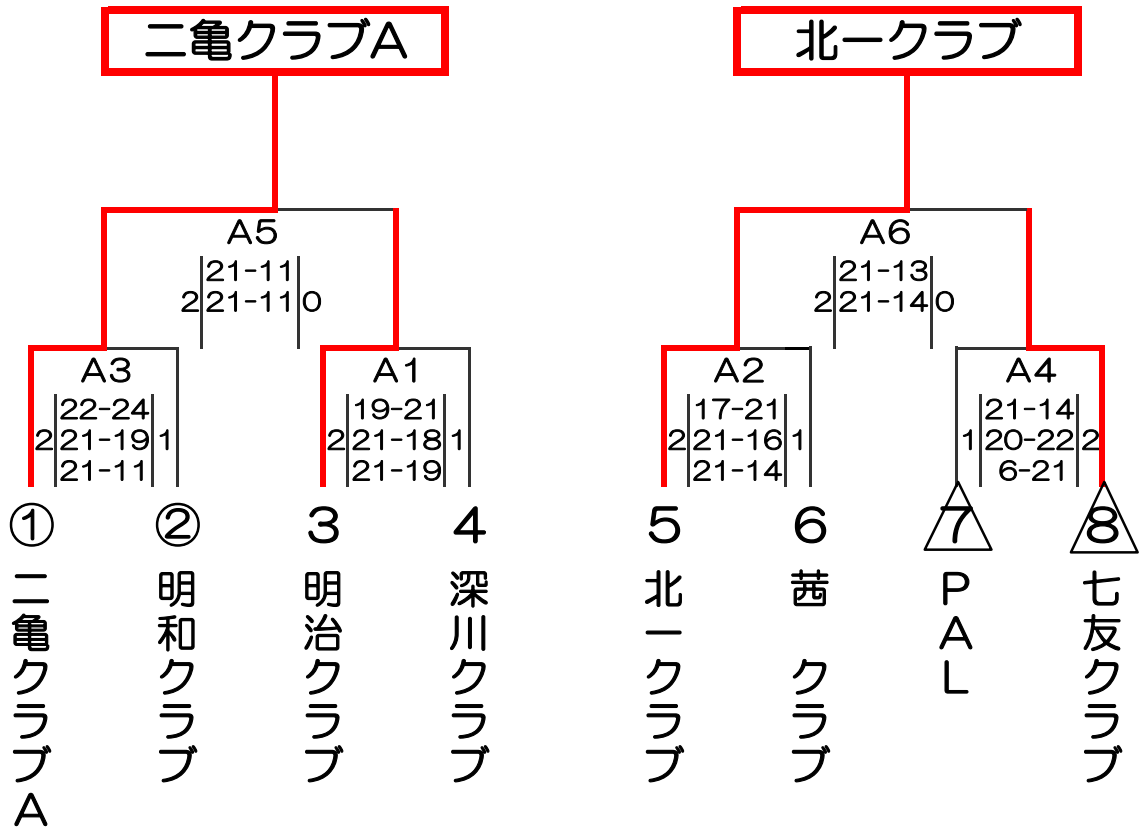 二亀クラブA
北一クラブ
A5
21-11
2 21-11 0
A6
21-13
2 21-14 0
A3
22-24
2 21-19 1
21-11
A1
19-21
2 21-18 1
21-19
A2
17-21
2 21-16 1
21-14
A4
21-14
1 20-22 2
6-21
① 二亀クラブA
② 明和クラブ
3 明治クラブ
4 深川クラブ
5 北一クラブ
6 茜 クラブ
7 PAL
8 七友クラブ